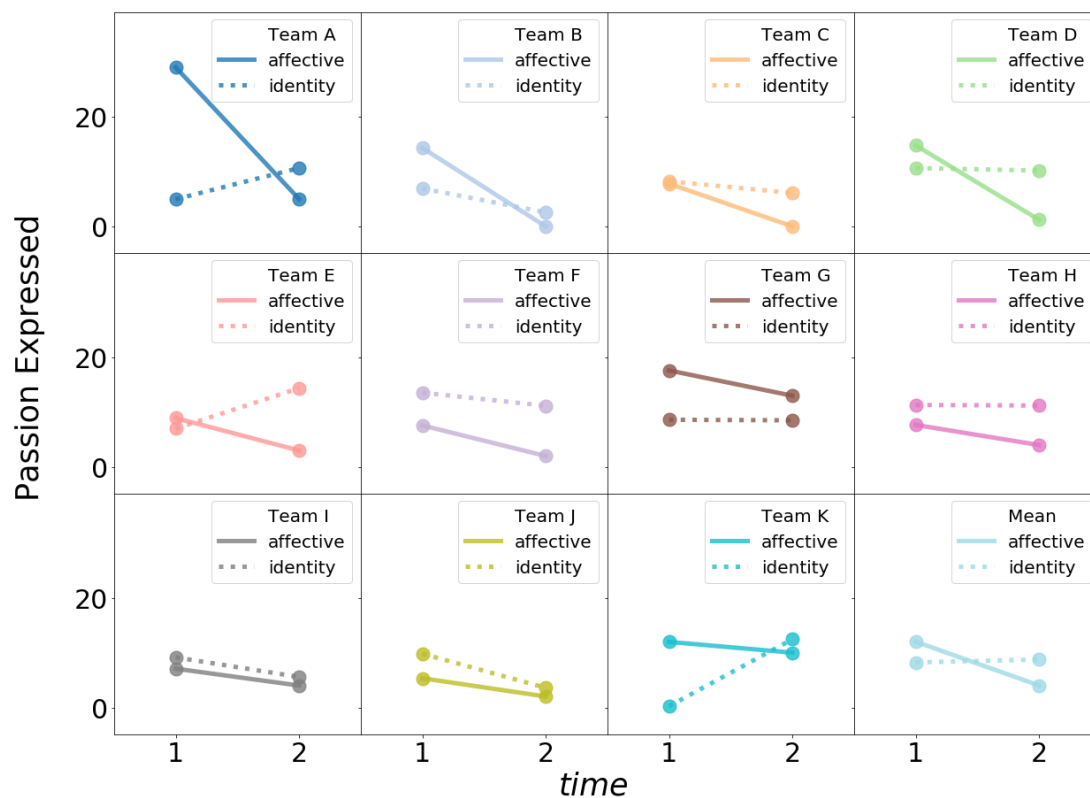 Team A
affective
identity
Team B
affective
identity
Team C
affective
identity
Team D
affective
identity
20
0
Team E
affective
identity
Team F
affective
identity
Team G
affective
identity
Team H
affective
identity
20
0
Passion Expressed
Team I
affective
identity
Team J
affective
identity
Team K
affective
identity
Mean
affective
identity
20
0
1 2 1 2 1 2 1 2
time